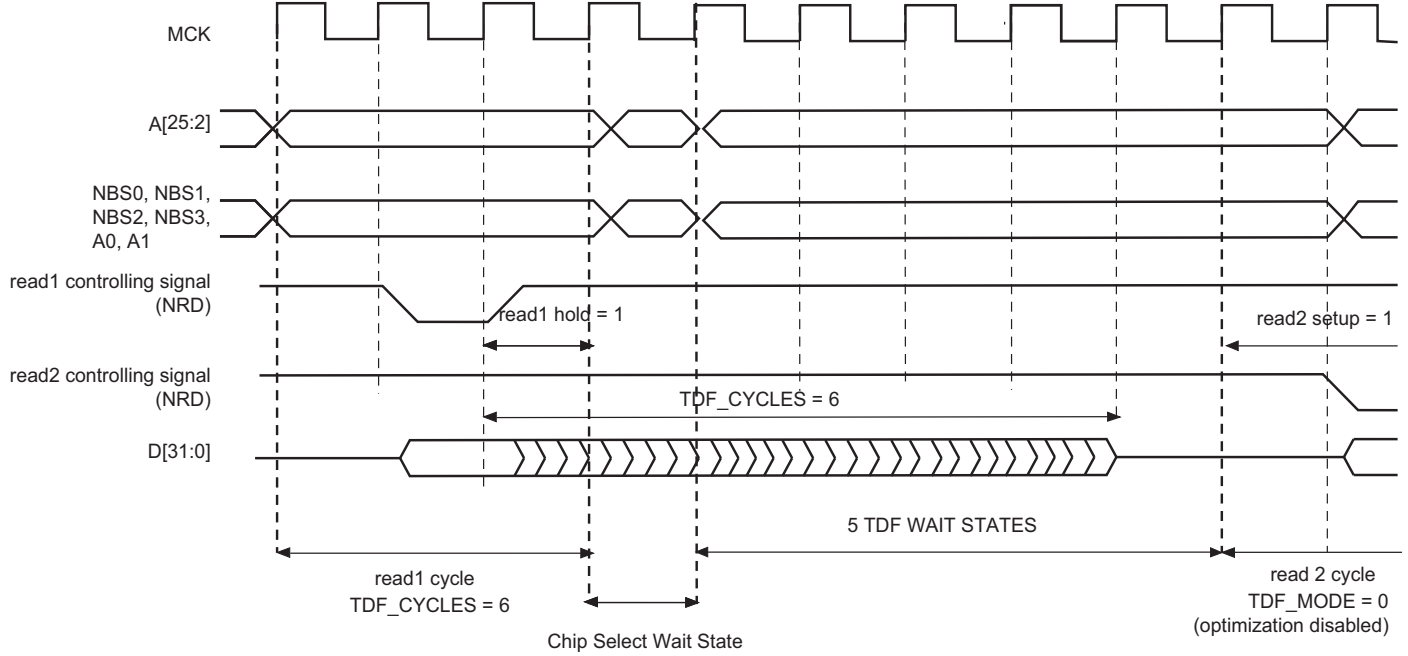 MCK
A[25:2]
NBS0, NBS1,
NBS2, NBS3,
A0, A1
read1 controlling signal
(NRD)
read1 hold = 1
read2 setup = 1
read2 controlling signal
(NRD)
TDF_CYCLES = 6
D[31:0]
5 TDF WAIT STATES
read1 cycle
TDF_CYCLES = 6
Chip Select Wait State
read 2 cycle
TDF_MODE = 0
(optimization disabled)